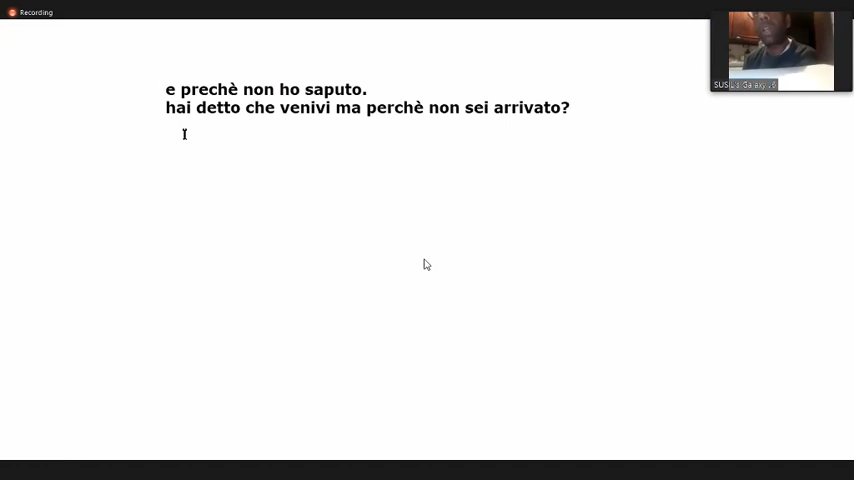 Recording
e prechè non ho saputo.
hai detto che venivi ma perchè non sei arrivato?